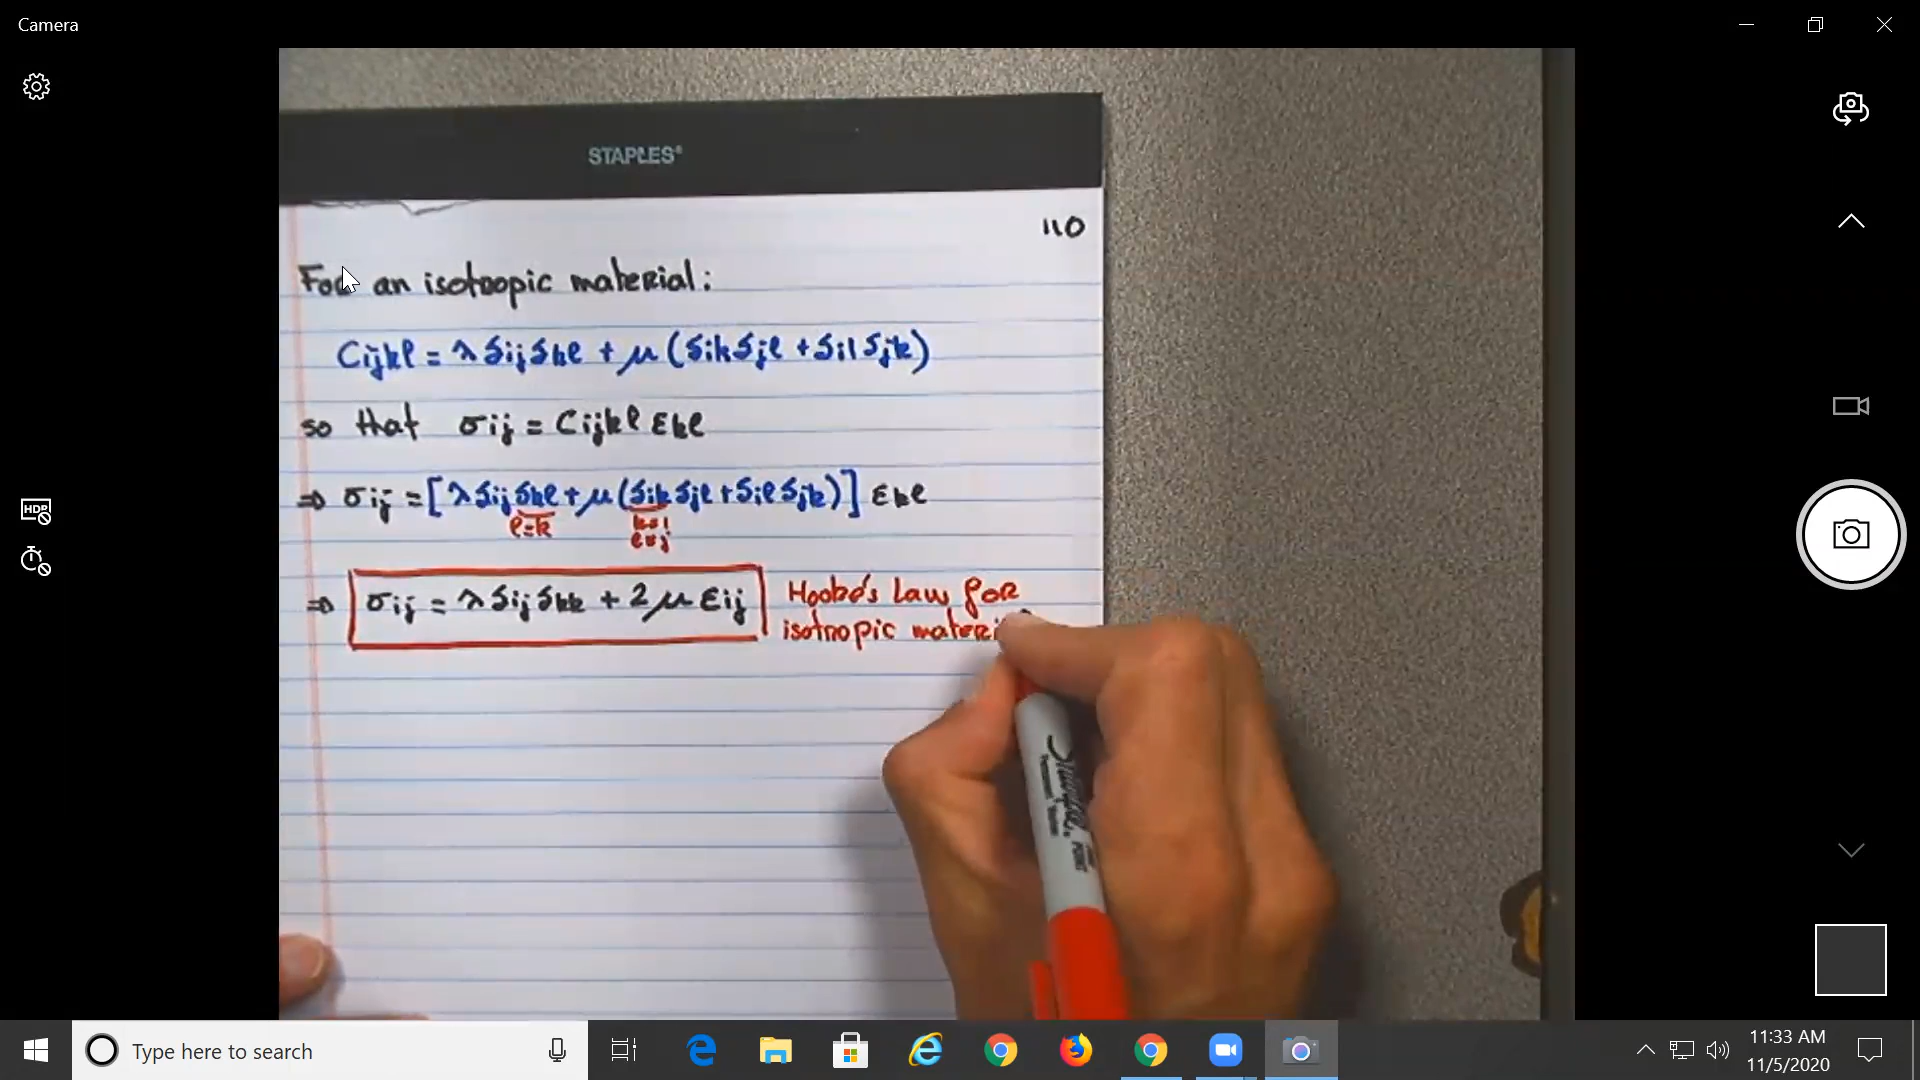 Camera
STAPLES®
110
For an isotropic material:
Cijkl = λ δij δkl + μ (δik δjl + δil δjk)
so that σij = Cijkl εkl
⇒ σij = [λ δij δkl + μ (δik δjl + δil δjk)] εkl
l=k k=i
l=j
⇒ σij = λ δij δkk + 2 μ εij Hooke's Law for
isotropic materi
Sharpie.
Type here to search
11:33 AM
11/5/2020